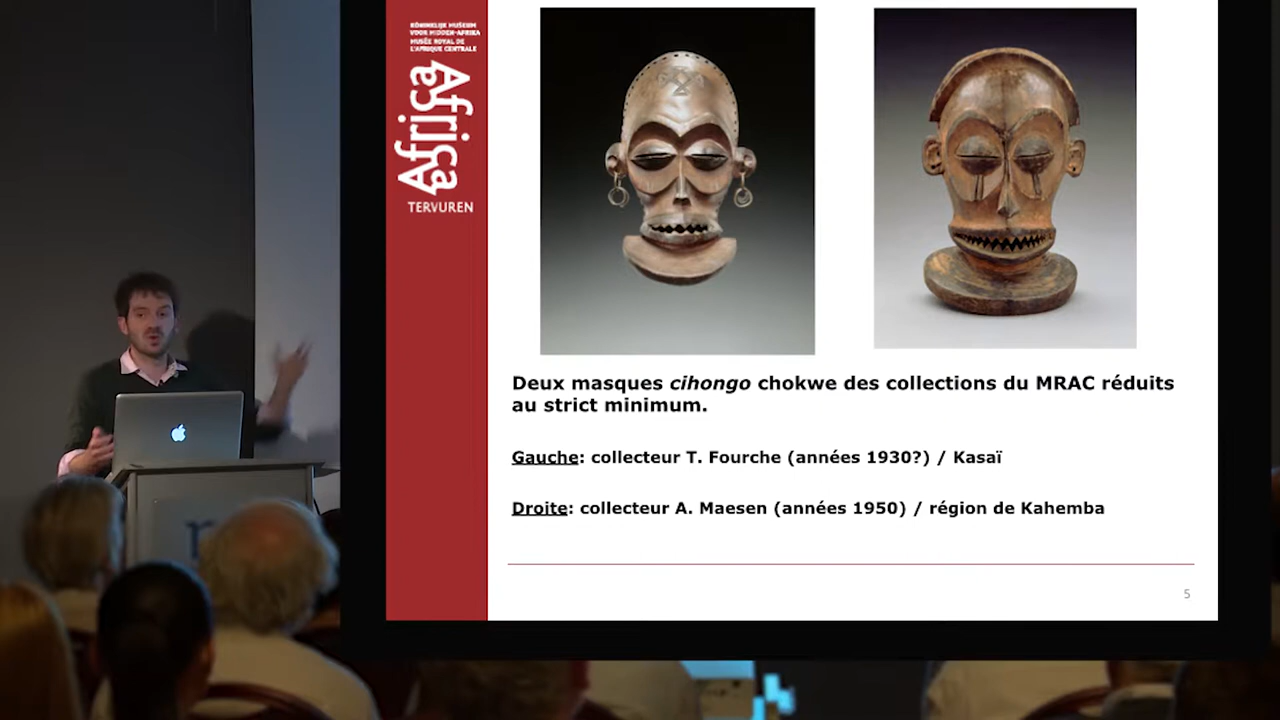 KONINKLIJK MUSEUM
VOOR MIDDEN-AFRIKA
MUSÉE ROYAL DE
L'AFRIQUE CENTRALE
Africa
Africa
TERVUREN
Deux masques cihongo chokwe des collections du MRAC réduits
au strict minimum.
Gauche: collecteur T. Fourche (années 1930?) / Kasaï
Droite: collecteur A. Maesen (années 1950) / région de Kahemba
5